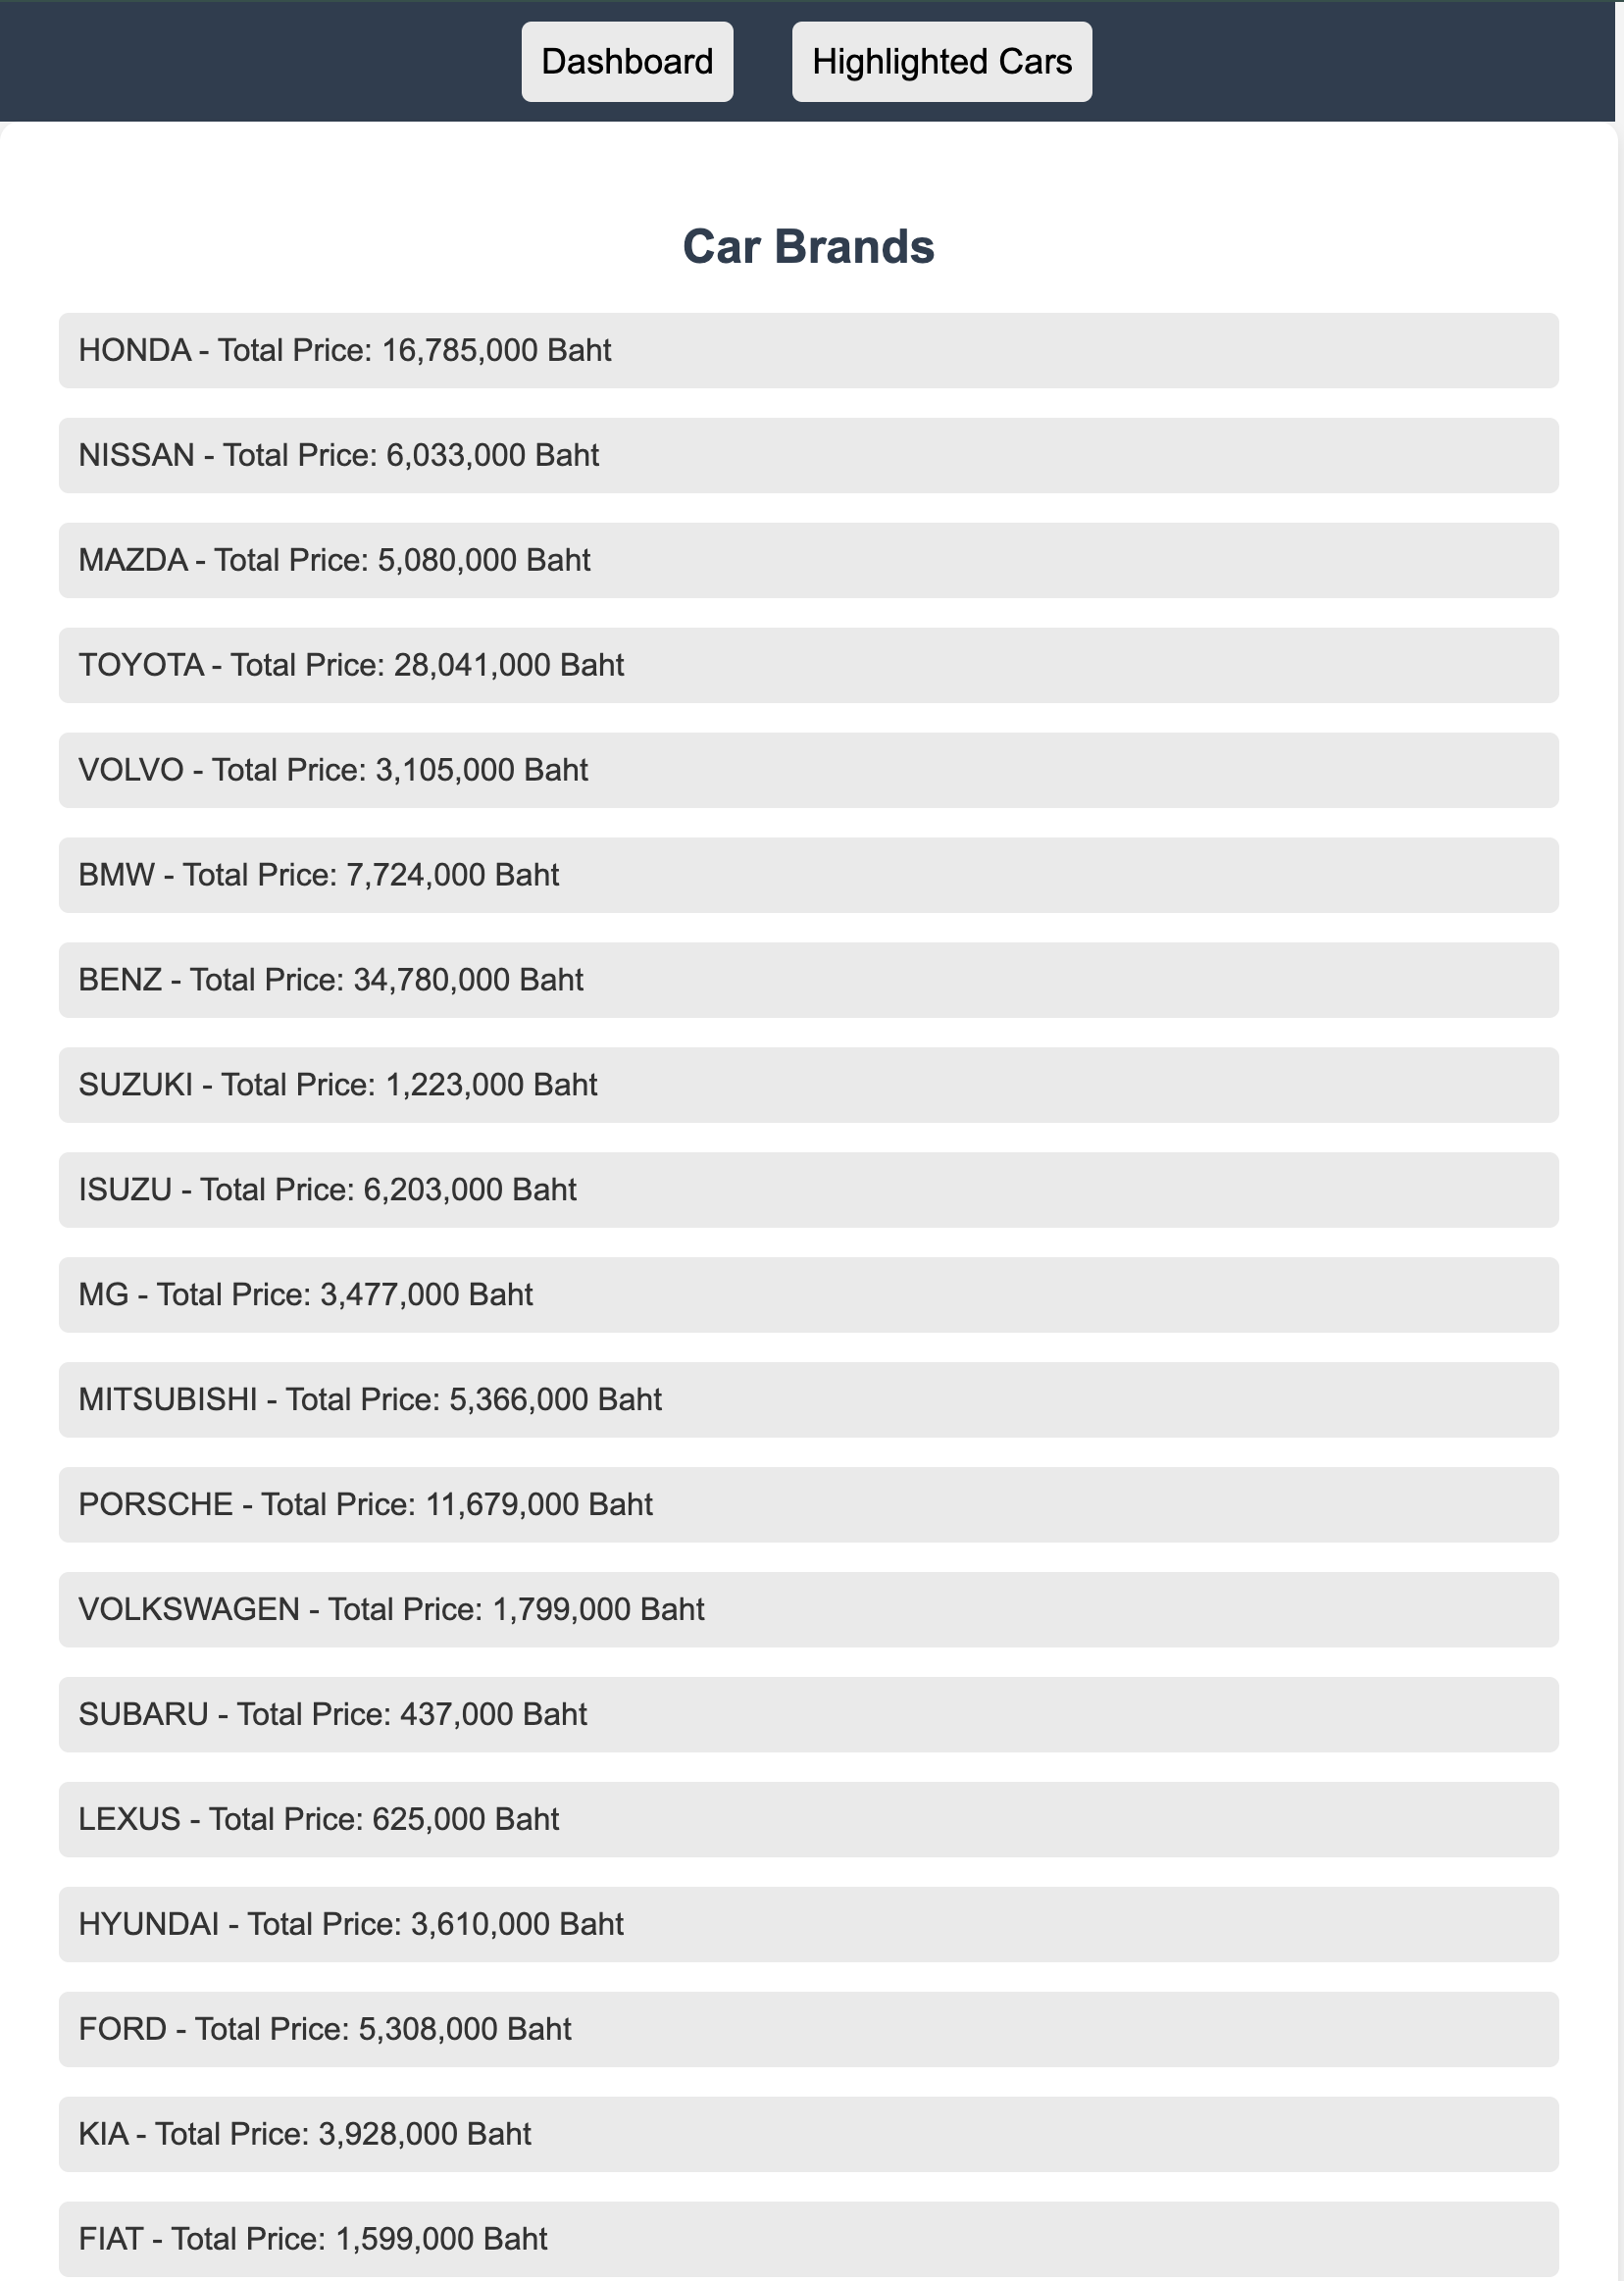 Dashboard Highlighted Cars
Car Brands
HONDA - Total Price: 16,785,000 Baht
NISSAN - Total Price: 6,033,000 Baht
MAZDA - Total Price: 5,080,000 Baht
TOYOTA - Total Price: 28,041,000 Baht
VOLVO - Total Price: 3,105,000 Baht
BMW - Total Price: 7,724,000 Baht
BENZ - Total Price: 34,780,000 Baht
SUZUKI - Total Price: 1,223,000 Baht
ISUZU - Total Price: 6,203,000 Baht
MG - Total Price: 3,477,000 Baht
MITSUBISHI - Total Price: 5,366,000 Baht
PORSCHE - Total Price: 11,679,000 Baht
VOLKSWAGEN - Total Price: 1,799,000 Baht
SUBARU - Total Price: 437,000 Baht
LEXUS - Total Price: 625,000 Baht
HYUNDAI - Total Price: 3,610,000 Baht
FORD - Total Price: 5,308,000 Baht
KIA - Total Price: 3,928,000 Baht
FIAT - Total Price: 1,599,000 Baht